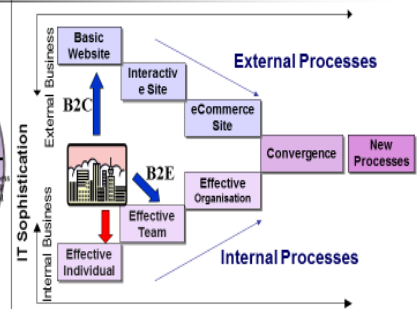 Basic
Website
External Processes
Interactiv
e Site
B2C
eCommerce
Site
Convergence
New
Processes
B2E
Effective
Organisation
Effective
Team
Effective
Individual
Internal Processes
IT Sophistication
External Business
Internal Business